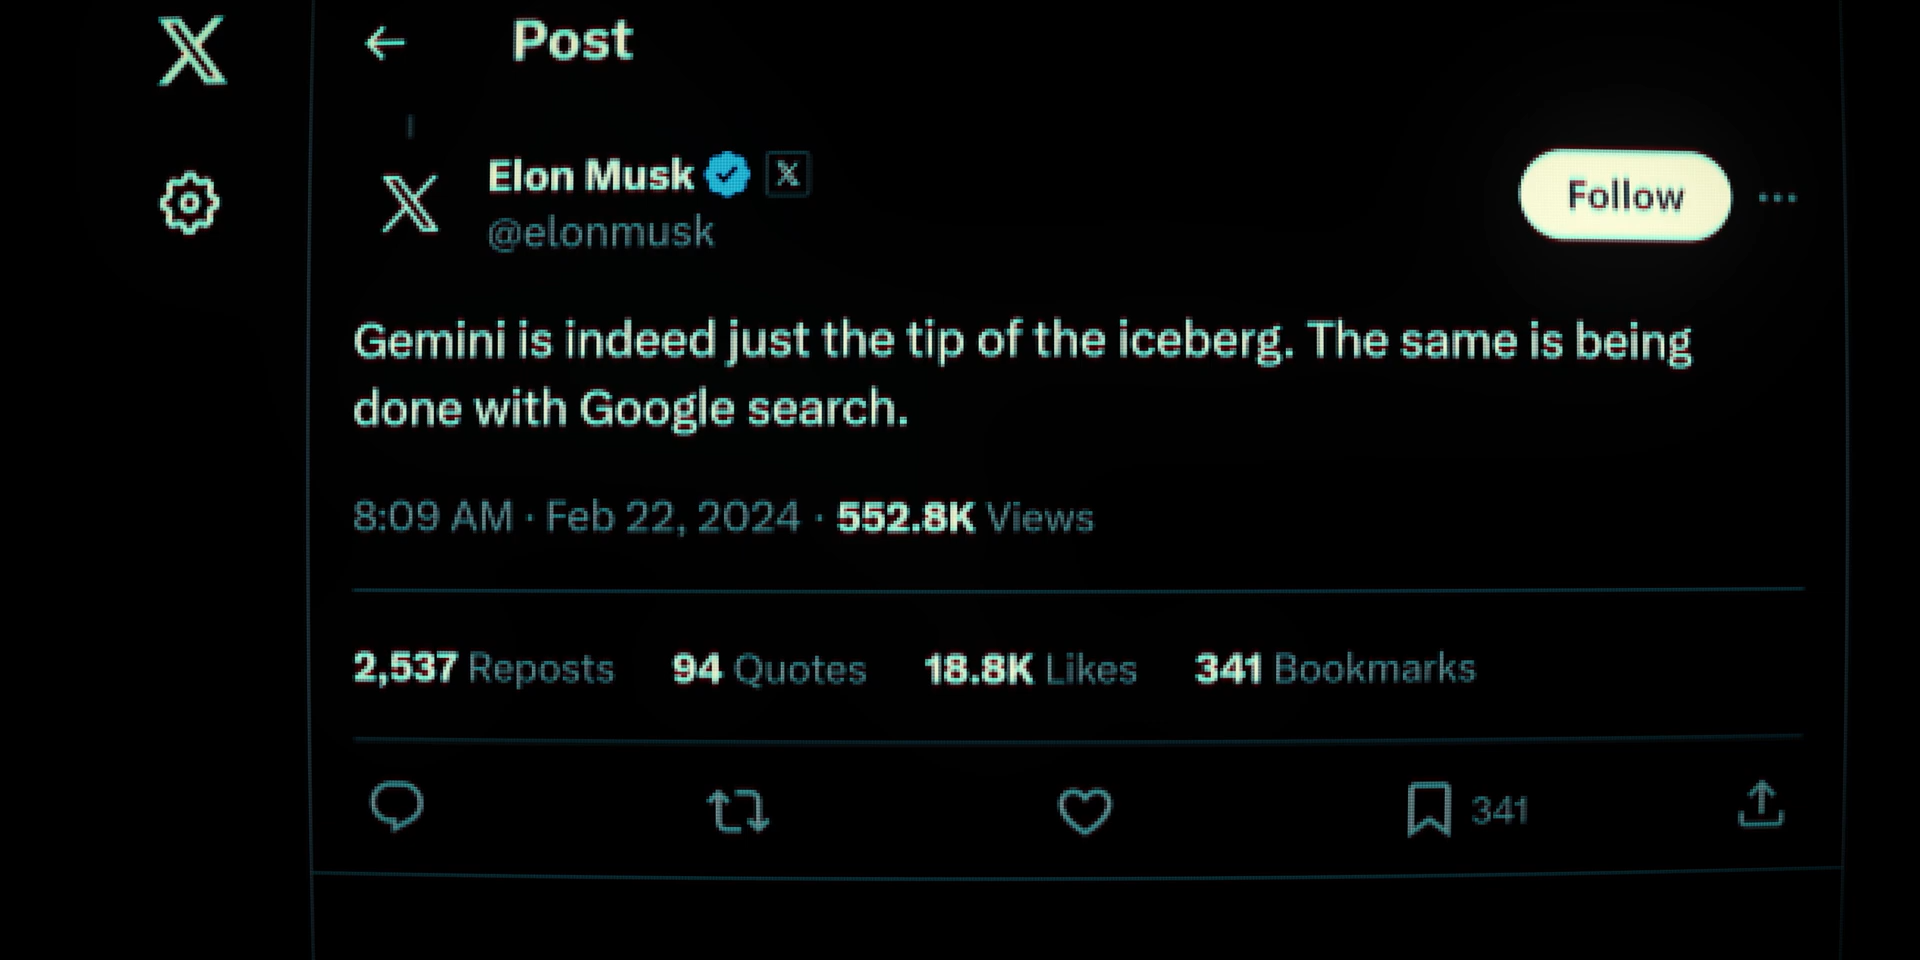 Post
Elon Musk
@elonmusk
Follow
Gemini is indeed just the tip of the iceberg. The same is being
done with Google search.
8:09 AM · Feb 22, 2024 · 552.8K Views
2,537 Reposts 94 Quotes 18.8K Likes 341 Bookmarks
341